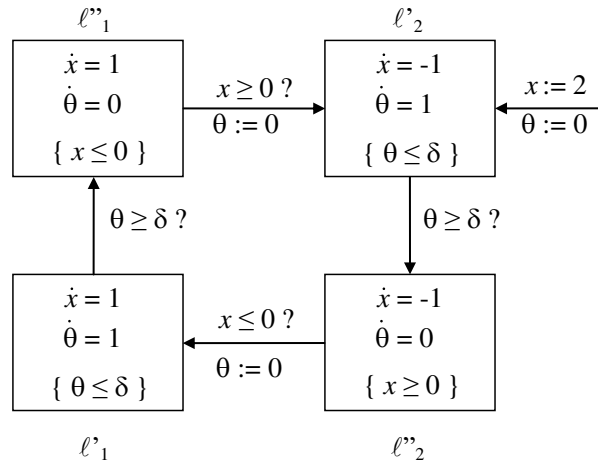 ℓ”₁
ẋ = 1
θ̇ = 0
{ x ≤ 0 }
x ≥ 0 ?
θ := 0
ℓ’₂
ẋ = -1
θ̇ = 1
{ θ ≤ δ }
x := 2
θ := 0
θ ≥ δ ?
θ ≥ δ ?
ẋ = 1
θ̇ = 1
{ θ ≤ δ }
ℓ’₁
x ≤ 0 ?
θ := 0
ẋ = -1
θ̇ = 0
{ x ≥ 0 }
ℓ”₂